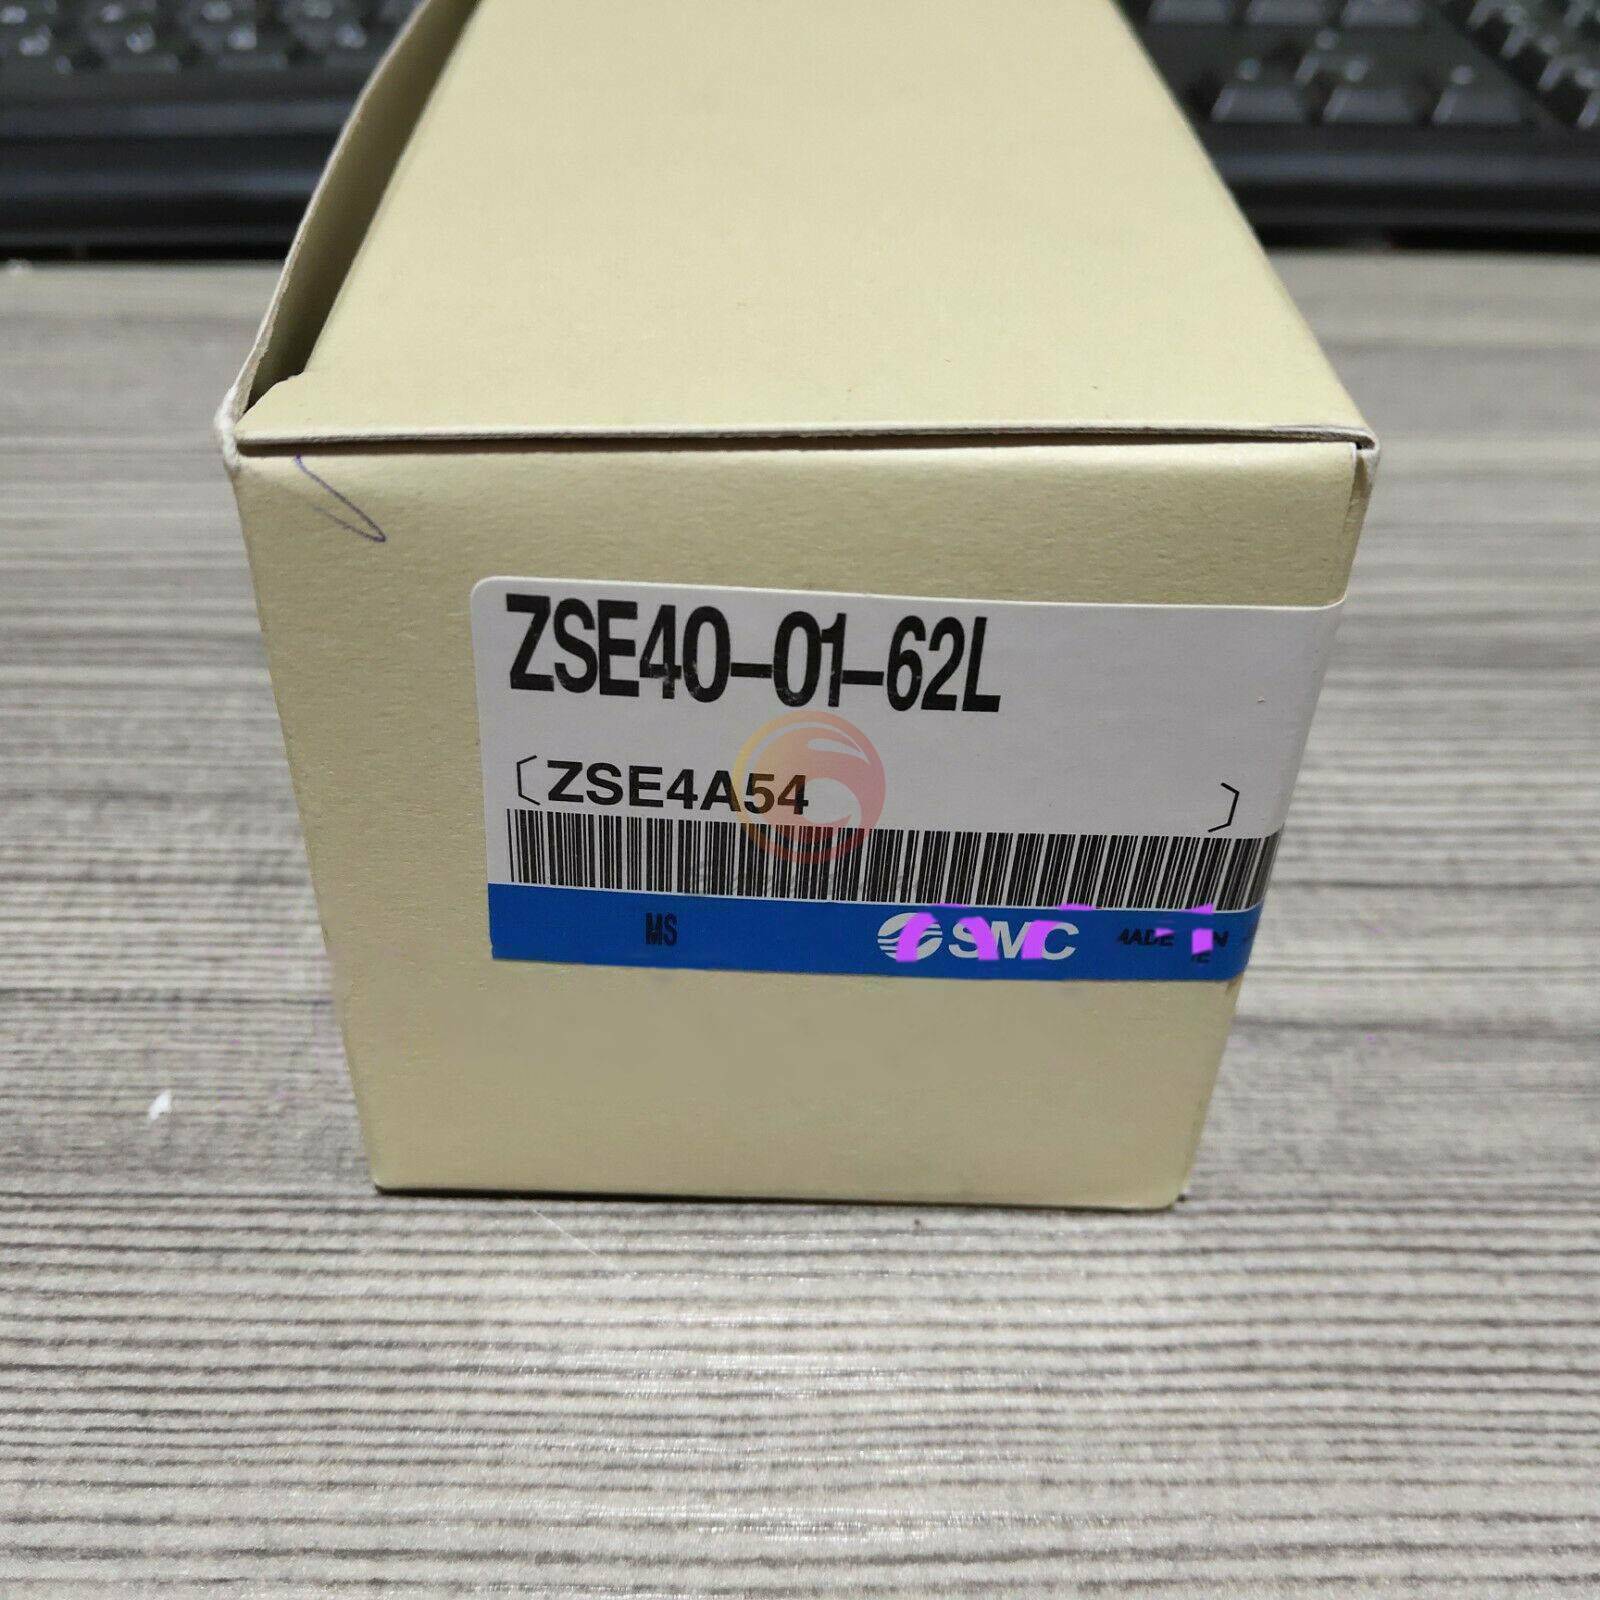 ZSE40-01-62L
〔ZSE4A54 〕
MS SMC